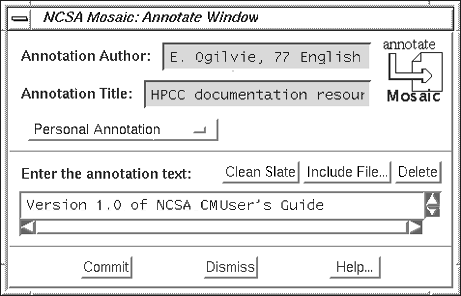 NCSA Mosaic: Annotate Window
Annotation Author: E. Ogilvie, 77 English
annotate
Mosaic
Annotation Title: HPCC documentation resour
Personal Annotation
Enter the annotation text: Clean Slate Include File... Delete
Version 1.0 of NCSA CMUser's Guide
Commit Dismiss Help...